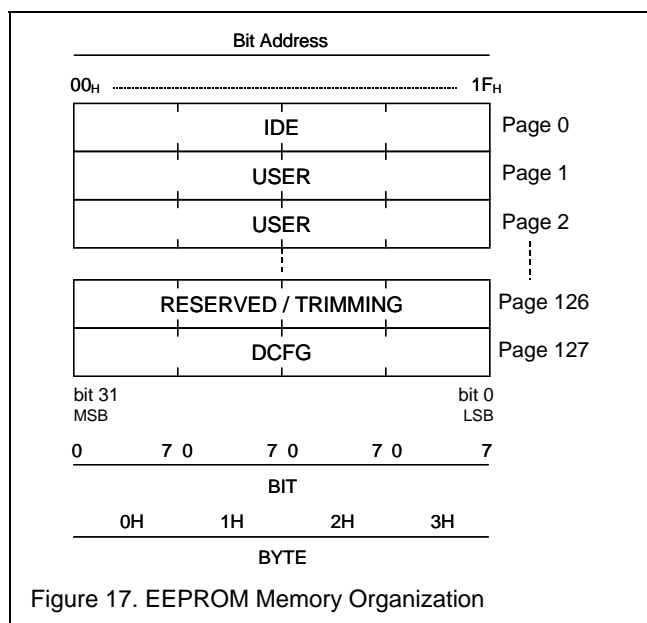 Bit Address
00H 1FH
IDE Page 0
USER Page 1
USER Page 2
RESERVED / TRIMMING Page 126
DCFG Page 127
bit 31 bit 0
MSB LSB
0 7 0 7 0 7 0 7
BIT
0H 1H 2H 3H
BYTE
Figure 17. EEPROM Memory Organization